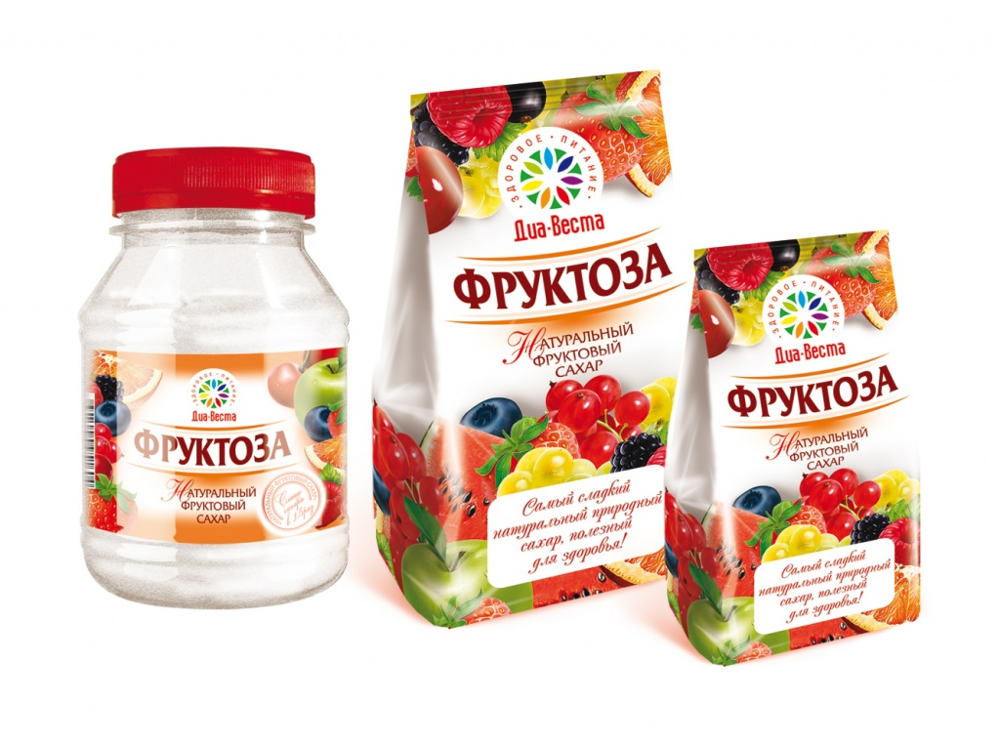 ЗДОРОВОЕ · ПИТАНИЕ
Диа-Веста
ФРУКТОЗА
НАТУРАЛЬНЫЙ
ФРУКТОВЫЙ
САХАР
ЗДОРОВОЕ · ПИТАНИЕ
Диа-Веста
ФРУКТОЗА
НАТУРАЛЬНЫЙ
ФРУКТОВЫЙ
САХАР
Самый сладкий
натуральный природный
сахар, полезный
для здоровья!
ЗДОРОВОЕ · ПИТАНИЕ
Диа-Веста
ФРУКТОЗА
НАТУРАЛЬНЫЙ
ФРУКТОВЫЙ
САХАР
Самый сладкий
натуральный природный
сахар, полезный
для здоровья!